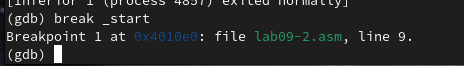 [Inferior 1 (process 4857) exited normally]
(gdb) break _start
Breakpoint 1 at 0x4010e0: file lab09-2.asm, line 9.
(gdb)